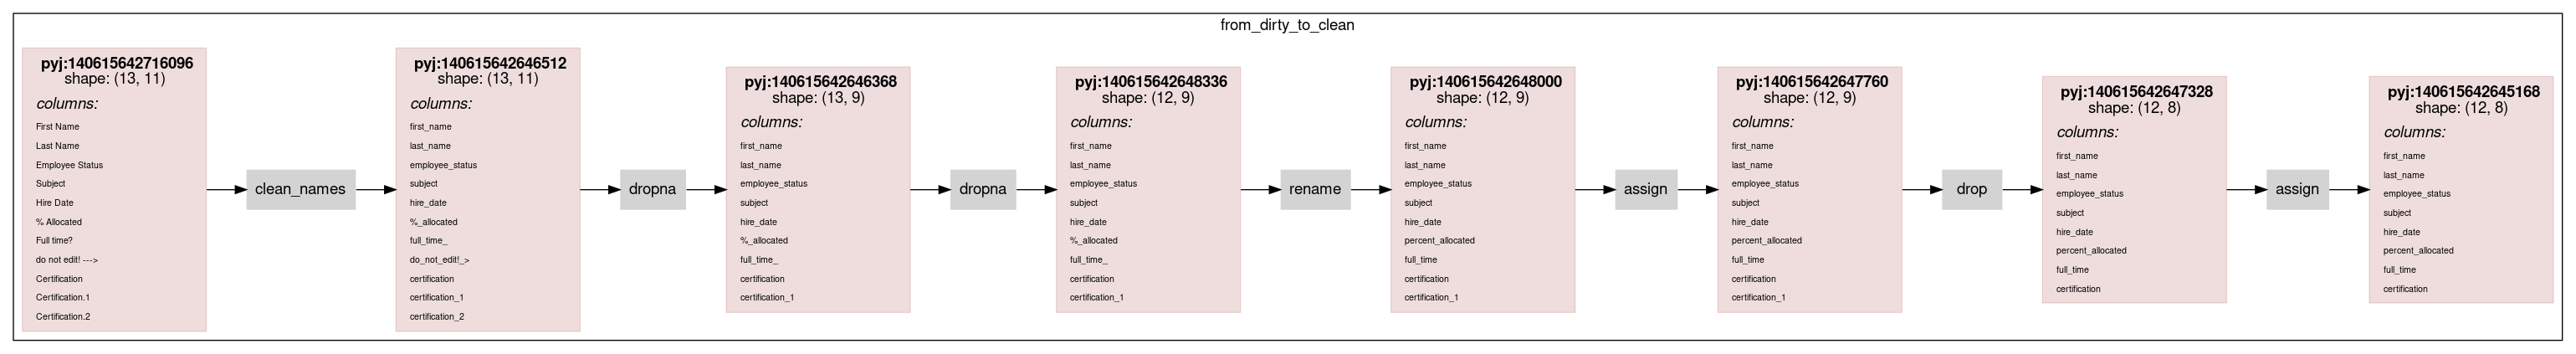 from_dirty_to_clean
pyj:140615642716096
shape: (13, 11)
columns:
First Name
Last Name
Employee Status
Subject
Hire Date
% Allocated
Full time?
do not edit! --->
Certification
Certification.1
Certification.2
clean_names
pyj:140615642646512
shape: (13, 11)
columns:
first_name
last_name
employee_status
subject
hire_date
%_allocated
full_time_
do_not_edit!_>
certification
certification_1
certification_2
dropna
pyj:140615642646368
shape: (13, 9)
columns:
first_name
last_name
employee_status
subject
hire_date
%_allocated
full_time_
certification
certification_1
dropna
pyj:140615642648336
shape: (12, 9)
columns:
first_name
last_name
employee_status
subject
hire_date
%_allocated
full_time_
certification
certification_1
rename
pyj:140615642648000
shape: (12, 9)
columns:
first_name
last_name
employee_status
subject
hire_date
percent_allocated
full_time
certification
certification_1
assign
pyj:140615642647760
shape: (12, 9)
columns:
first_name
last_name
employee_status
subject
hire_date
percent_allocated
full_time
certification
certification_1
drop
pyj:140615642647328
shape: (12, 8)
columns:
first_name
last_name
employee_status
subject
hire_date
percent_allocated
full_time
certification
assign
pyj:140615642645168
shape: (12, 8)
columns:
first_name
last_name
employee_status
subject
hire_date
percent_allocated
full_time
certification